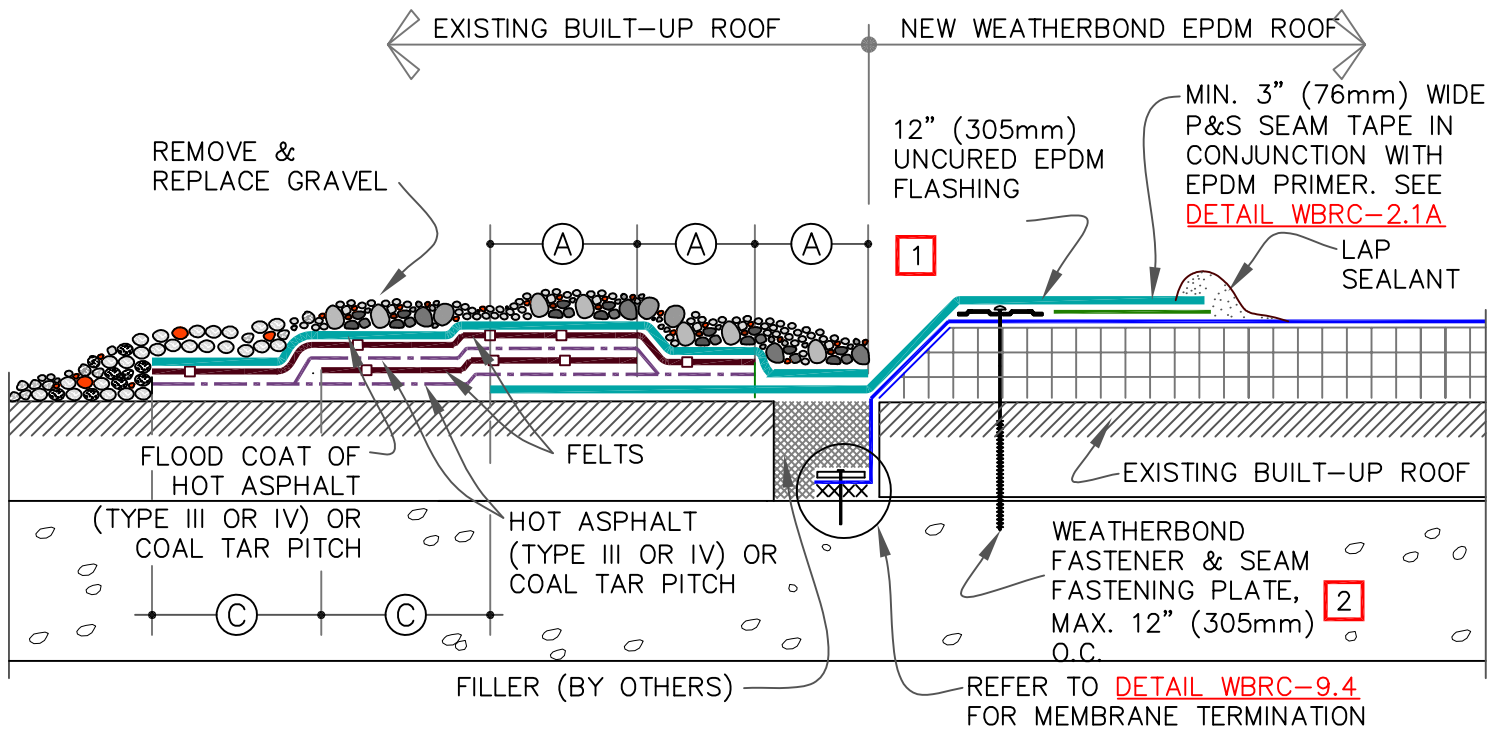 EXISTING BUILT-UP ROOF
NEW WEATHERBOND EPDM ROOF
REMOVE &
REPLACE GRAVEL
12" (305mm)
UNCURED EPDM
FLASHING
MIN. 3" (76mm) WIDE
P&S SEAM TAPE IN
CONJUNCTION WITH
EPDM PRIMER. SEE
DETAIL WBRC-2.1A
LAP
SEALANT
A
A
A
1
FLOOD COAT OF
HOT ASPHALT
(TYPE III OR IV) OR
COAL TAR PITCH
FELTS
HOT ASPHALT
(TYPE III OR IV) OR
COAL TAR PITCH
EXISTING BUILT-UP ROOF
WEATHERBOND
FASTENER & SEAM
FASTENING PLATE,
MAX. 12" (305mm)
O.C.
2
C
C
FILLER (BY OTHERS)
REFER TO DETAIL WBRC-9.4
FOR MEMBRANE TERMINATION